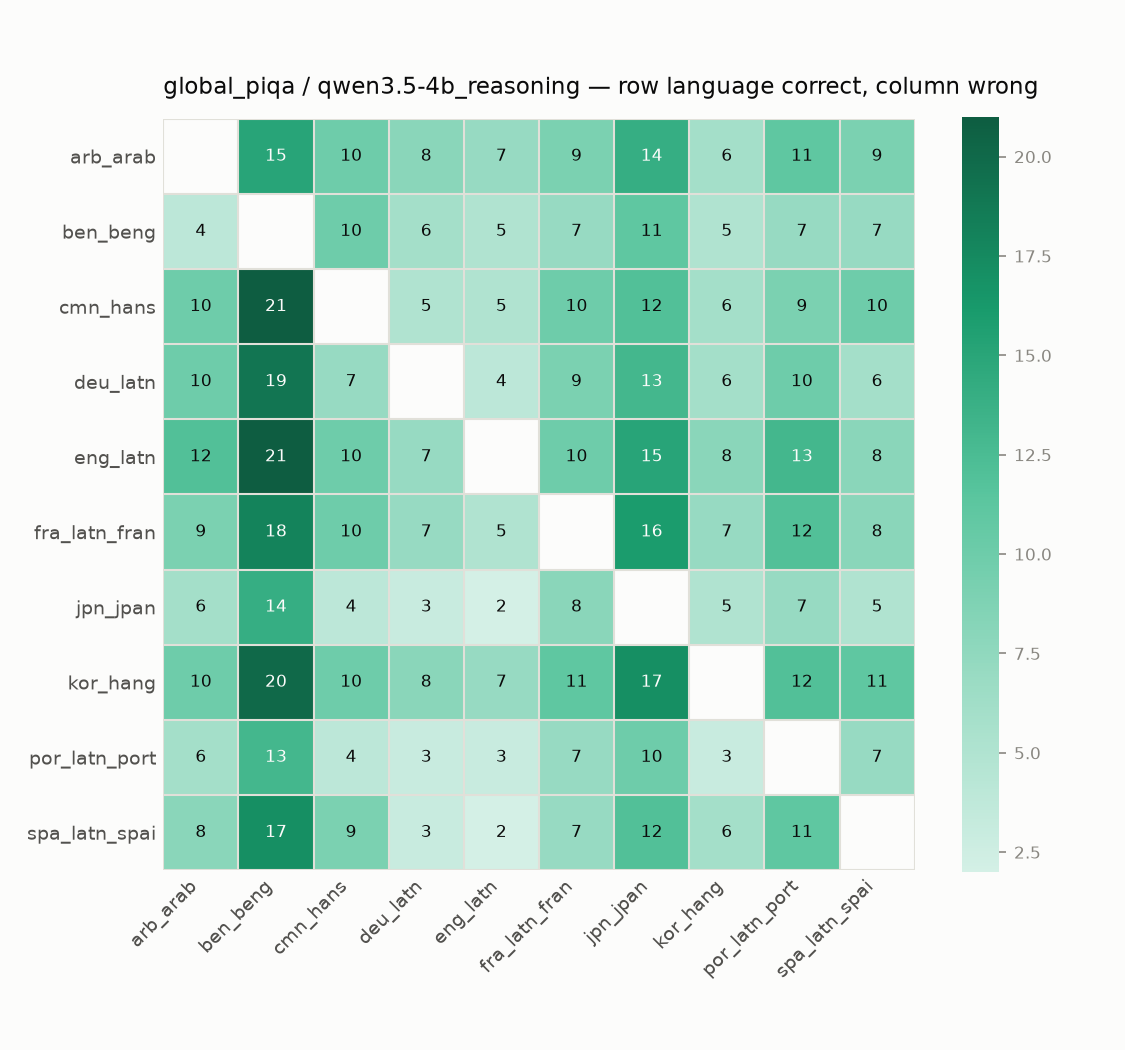 global_piqa / qwen3.5-4b_reasoning — row language correct, column wrong
arb_arab 15 10 8 7 9 14 6 11 9
ben_beng 4 10 6 5 7 11 5 7 7
cmn_hans 10 21 5 5 10 12 6 9 10
deu_latn 10 19 7 4 9 13 6 10 6
eng_latn 12 21 10 7 10 15 8 13 8
fra_latn_fran 9 18 10 7 5 16 7 12 8
jpn_jpan 6 14 4 3 2 8 5 7 5
kor_hang 10 20 10 8 7 11 17 12 11
por_latn_port 6 13 4 3 3 7 10 3 7
spa_latn_spai 8 17 9 3 2 7 12 6 11
arb_arab ben_beng cmn_hans deu_latn eng_latn fra_latn_fran jpn_jpan kor_hang por_latn_port spa_latn_spai
20.0
17.5
15.0
12.5
10.0
7.5
5.0
2.5